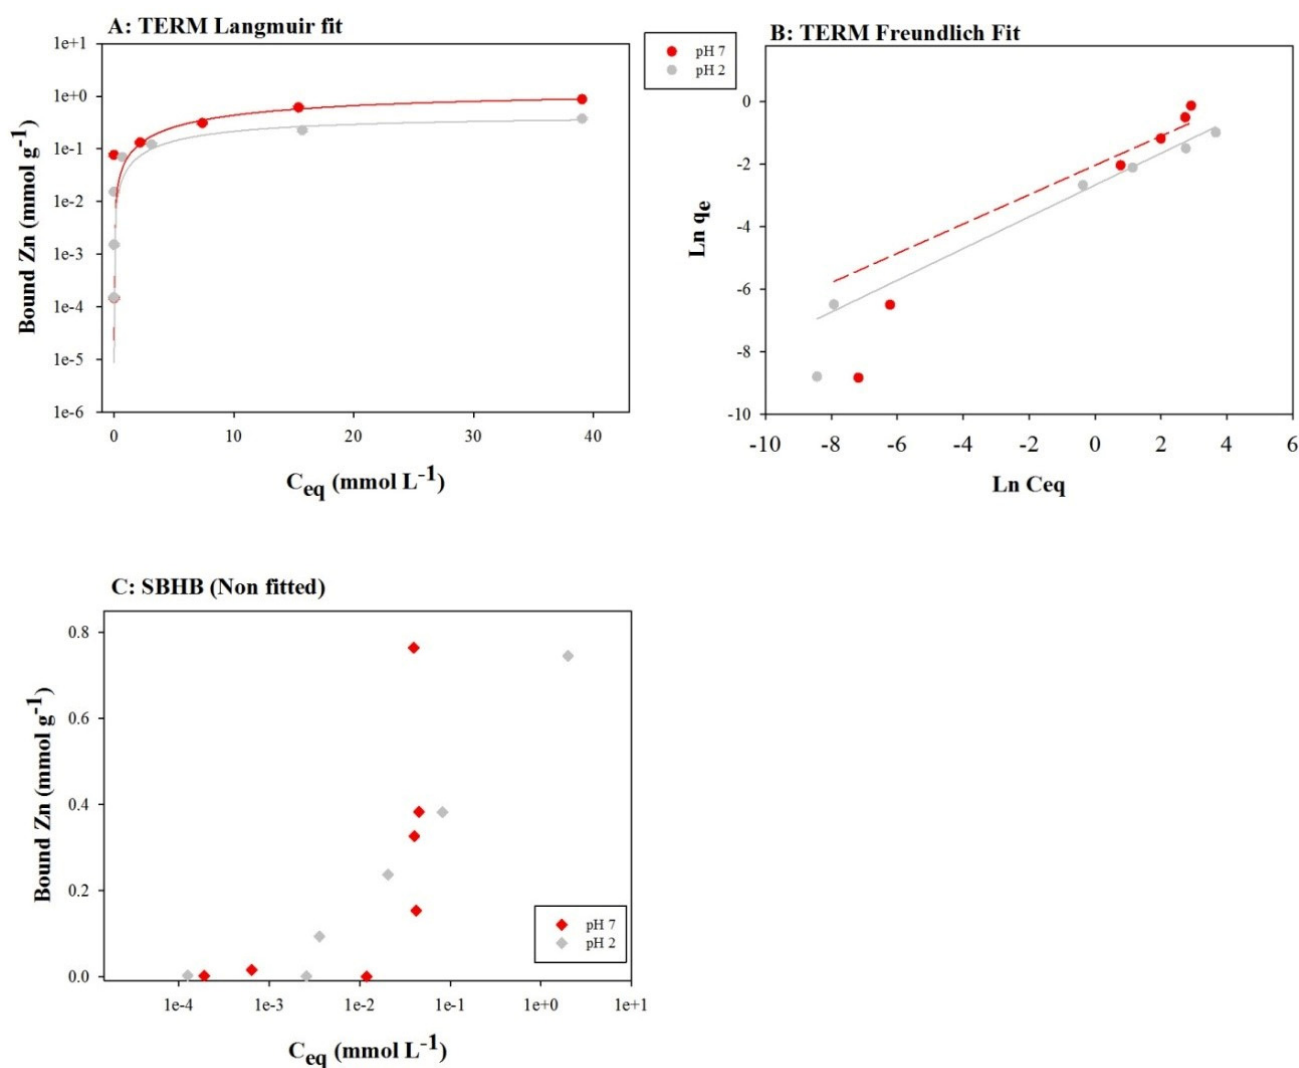 A: TERM Langmuir fit
1e+1
1e+0
1e-1
1e-2
1e-3
1e-4
1e-5
1e-6
Bound Zn (mmol g-1)
0 10 20 30 40
Ceq (mmol L-1)
pH 7
pH 2
B: TERM Freundlich Fit
0
-2
-4
-6
-8
-10
Ln qe
-10 -8 -6 -4 -2 0 2 4 6
Ln Ceq
C: SBHB (Non fitted)
0.8
0.6
0.4
0.2
0.0
Bound Zn (mmol g-1)
pH 7
pH 2
1e-4 1e-3 1e-2 1e-1 1e+0 1e+1
Ceq (mmol L-1)